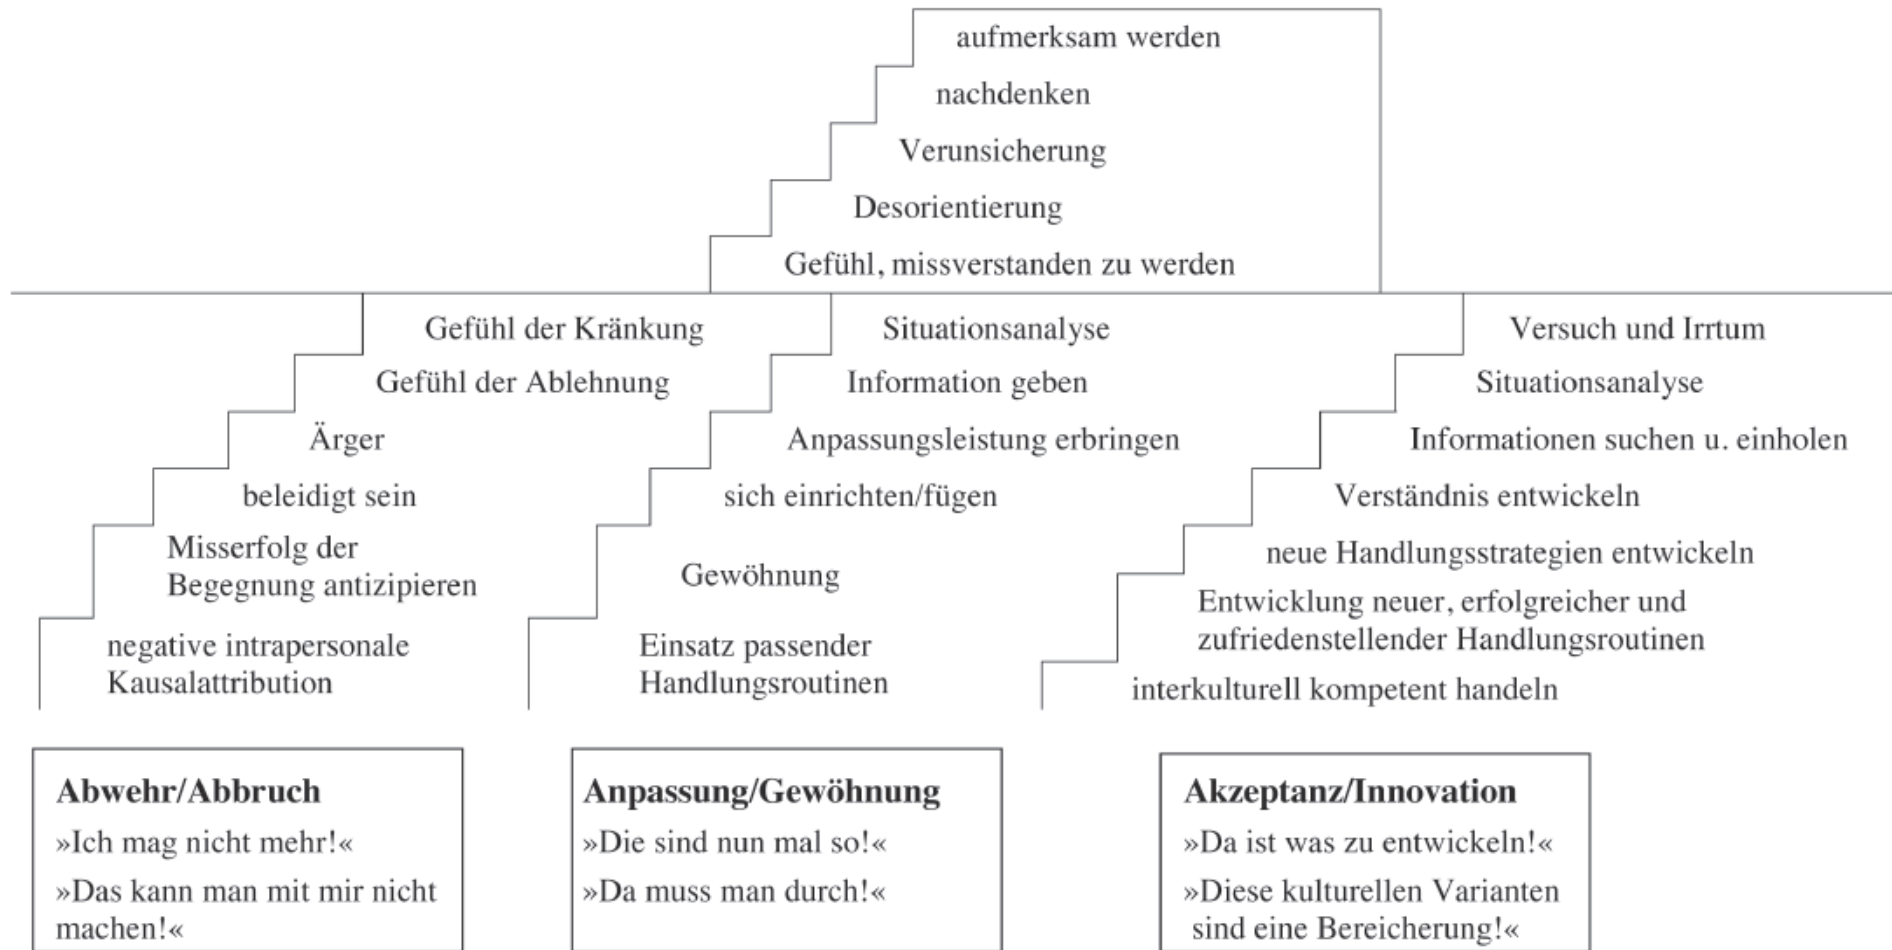 aufmerksam werden
nachdenken
Verunsicherung
Desorientierung
Gefühl, missverstanden zu werden
Gefühl der Kränkung
Gefühl der Ablehnung
Ärger
beleidigt sein
Misserfolg der
Begegnung antizipieren
negative intrapersonale
Kausalattribution
Situationsanalyse
Information geben
Anpassungsleistung erbringen
sich einrichten/fügen
Gewöhnung
Einsatz passender
Handlungsroutinen
Versuch und Irrtum
Situationsanalyse
Informationen suchen u. einholen
Verständnis entwickeln
neue Handlungsstrategien entwickeln
Entwicklung neuer, erfolgreicher und
zufriedenstellender Handlungsroutinen
interkulturell kompetent handeln
Abwehr/Abbruch
»Ich mag nicht mehr!«
»Das kann man mit mir nicht
machen!«
Anpassung/Gewöhnung
»Die sind nun mal so!«
»Da muss man durch!«
Akzeptanz/Innovation
»Da ist was zu entwickeln!«
»Diese kulturellen Varianten
sind eine Bereicherung!«